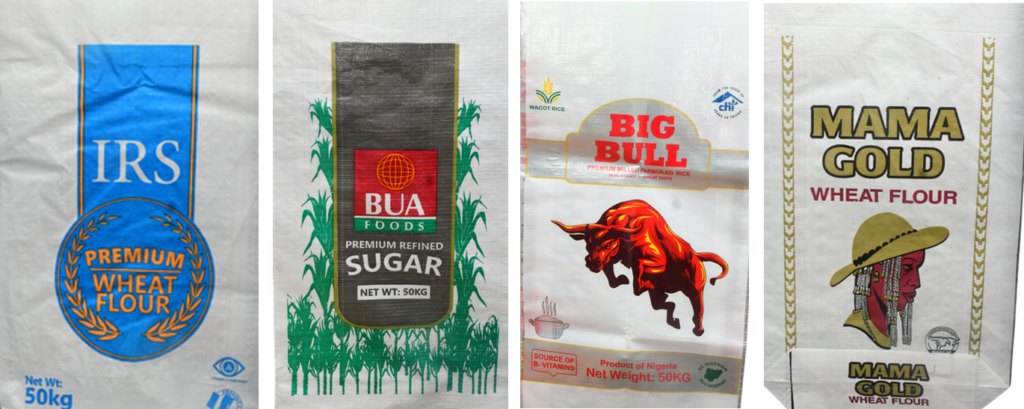 IRS
PREMIUM
WHEAT
FLOUR
Net Wt:
50kg
BUA
FOODS
PREMIUM REFINED
SUGAR
NET WT: 50KG
WACOT RICE
chi
BIG
BULL
PREMIUM MILLED PARBOILED RICE
SOURCE OF
B- VITAMINS
Product of Nigeria
Net Weight: 50KG
MAMA
GOLD
WHEAT FLOUR
MAMA
GOLD
WHEAT FLOUR